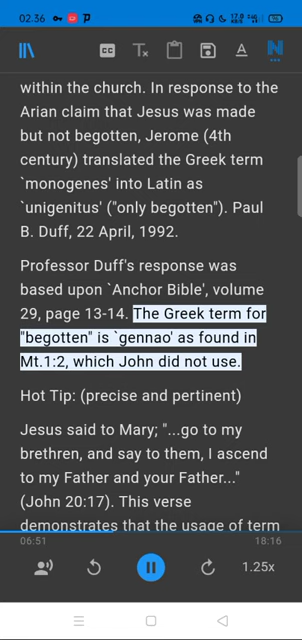 02.36
17.0 KB/S
CC
within the church. In response to the
Arian claim that Jesus was made
but not begotten, Jerome (4th
century) translated the Greek term
`monogenes' into Latin as
`unigenitus' ("only begotten"). Paul
B. Duff, 22 April, 1992.
Professor Duff's response was
based upon `Anchor Bible', volume
29, page 13-14. The Greek term for
"begotten" is `gennao' as found in
Mt.1:2, which John did not use.
Hot Tip: (precise and pertinent)
Jesus said to Mary; "...go to my
brethren, and say to them, I ascend
to my Father and your Father..."
(John 20:17). This verse
demonstrates that the usage of term
06:51 18:16
1.25x